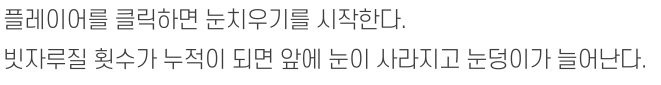 플레이어를 클릭하면 눈치우기를 시작한다.
빗자루질 횟수가 누적이 되면 앞에 눈이 사라지고 눈덩이가 늘어난다.